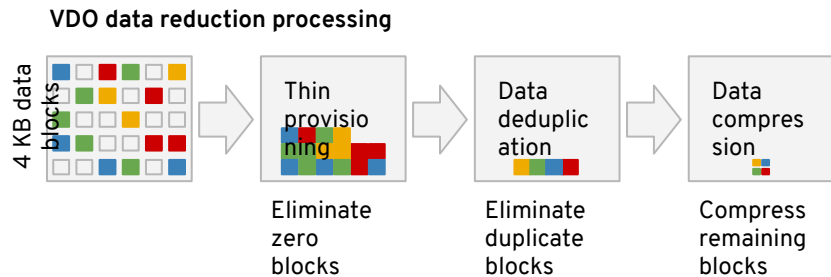 VDO data reduction processing
4 KB data
blocks
Thin
provisio
ning
Data
deduplic
ation
Data
compres
sion
Eliminate
zero
blocks
Eliminate
duplicate
blocks
Compress
remaining
blocks